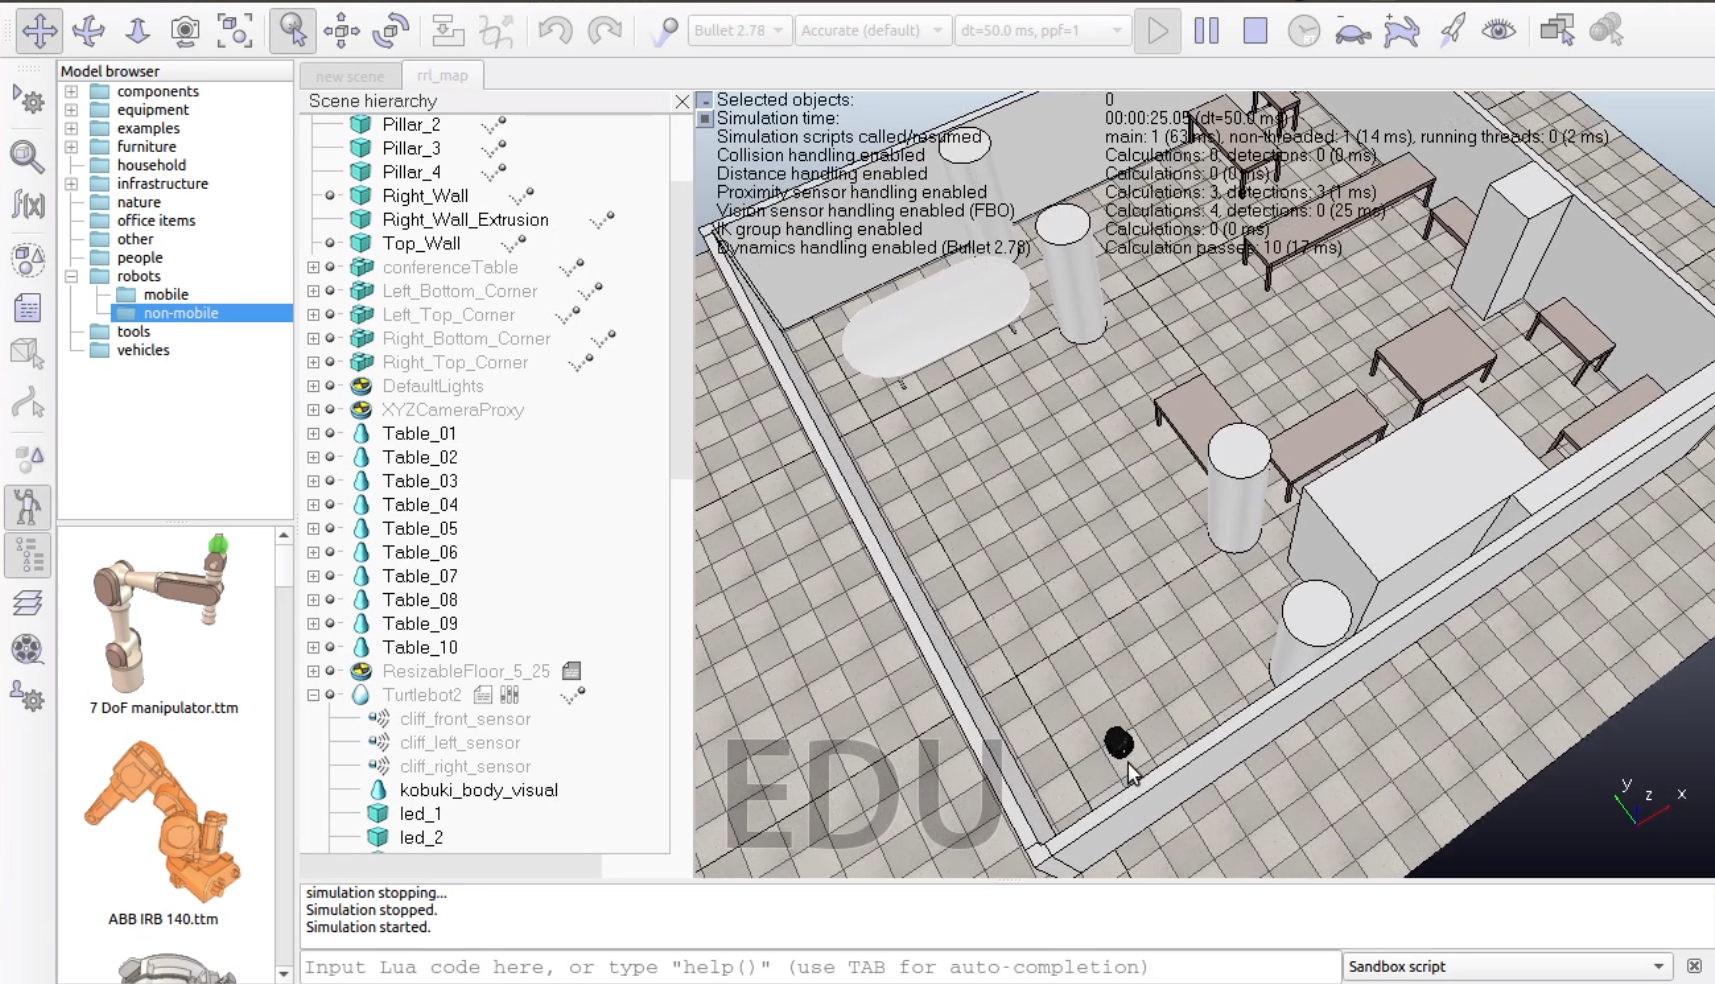 Bullet 2.78
Accurate (default)
dt=50.0 ms, ppf=1
Model browser
components
equipment
examples
furniture
household
infrastructure
nature
office items
other
people
robots
mobile
non-mobile
tools
vehicles
7 DoF manipulator.ttm
ABB IRB 140.ttm
new scene
rrl_map
Scene hierarchy
Pillar_2
Pillar_3
Pillar_4
Right_Wall
Right_Wall_Extrusion
Top_Wall
conferenceTable
Left_Bottom_Corner
Left_Top_Corner
Right_Bottom_Corner
Right_Top_Corner
DefaultLights
XYZCameraProxy
Table_01
Table_02
Table_03
Table_04
Table_05
Table_06
Table_07
Table_08
Table_09
Table_10
ResizableFloor_5_25
Turtlebot2
cliff_front_sensor
cliff_left_sensor
cliff_right_sensor
kobuki_body_visual
led_1
led_2
Selected objects: 0
Simulation time: 00:00:25.05 (dt=50.0 ms)
Simulation scripts called/resumed main: 1 (63 ms), non-threaded: 1 (14 ms), running threads: 0 (2 ms)
Collision handling enabled Calculations: 0, detections: 0 (0 ms)
Distance handling enabled Calculations: 0 (0 ms)
Proximity sensor handling enabled Calculations: 3, detections: 3 (1 ms)
Vision sensor handling enabled (FBO) Calculations: 4, detections: 0 (25 ms)
IK group handling enabled Calculations: 0 (0 ms)
Dynamics handling enabled (Bullet 2.78) Calculation passes: 10 (17 ms)
EDU
y
z
x
simulation stopping...
Simulation stopped.
Simulation started.
Input Lua code here, or type "help()" (use TAB for auto-completion)
Sandbox script
f(x)